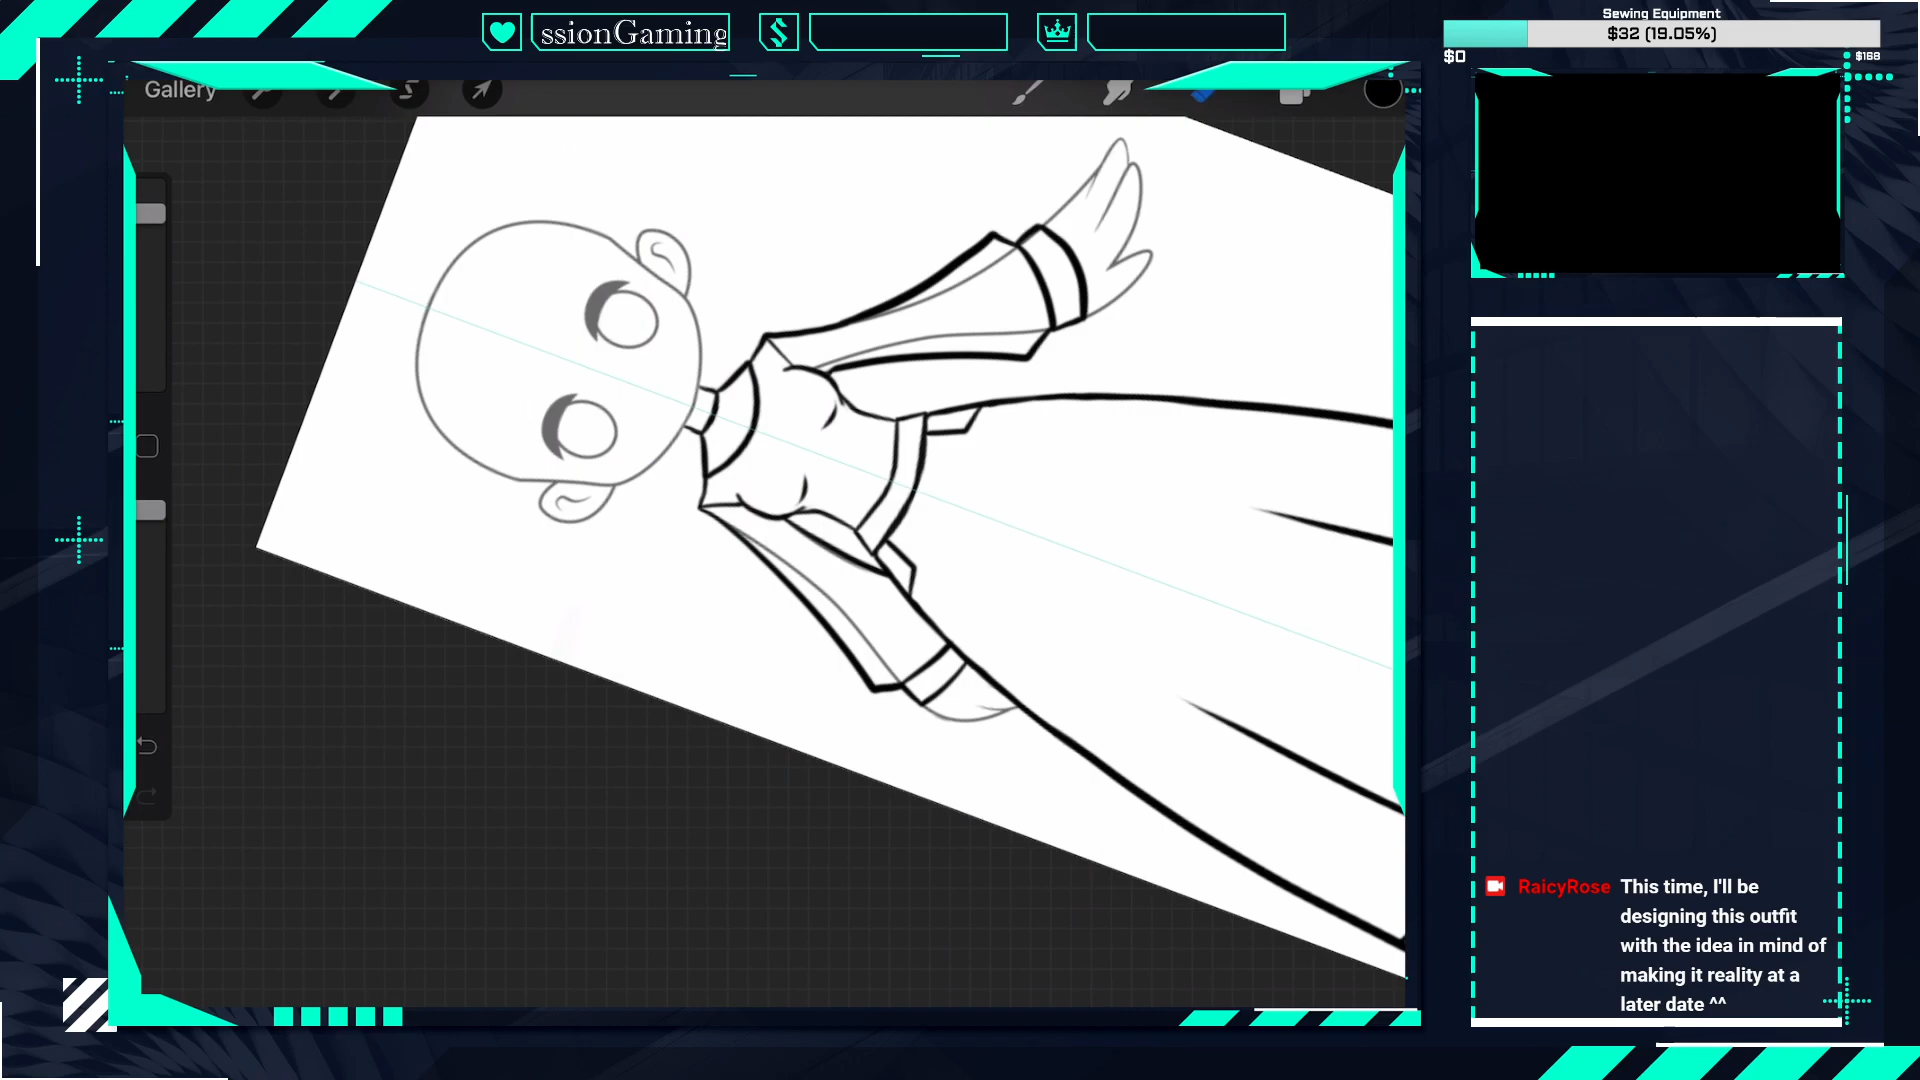 ssionGaming
Sewing Equipment
$32 (19.05%)
$0
$168
Gallery
RaicyRose This time, I'll be
designing this outfit
with the idea in mind of
making it reality at a
later date ^^